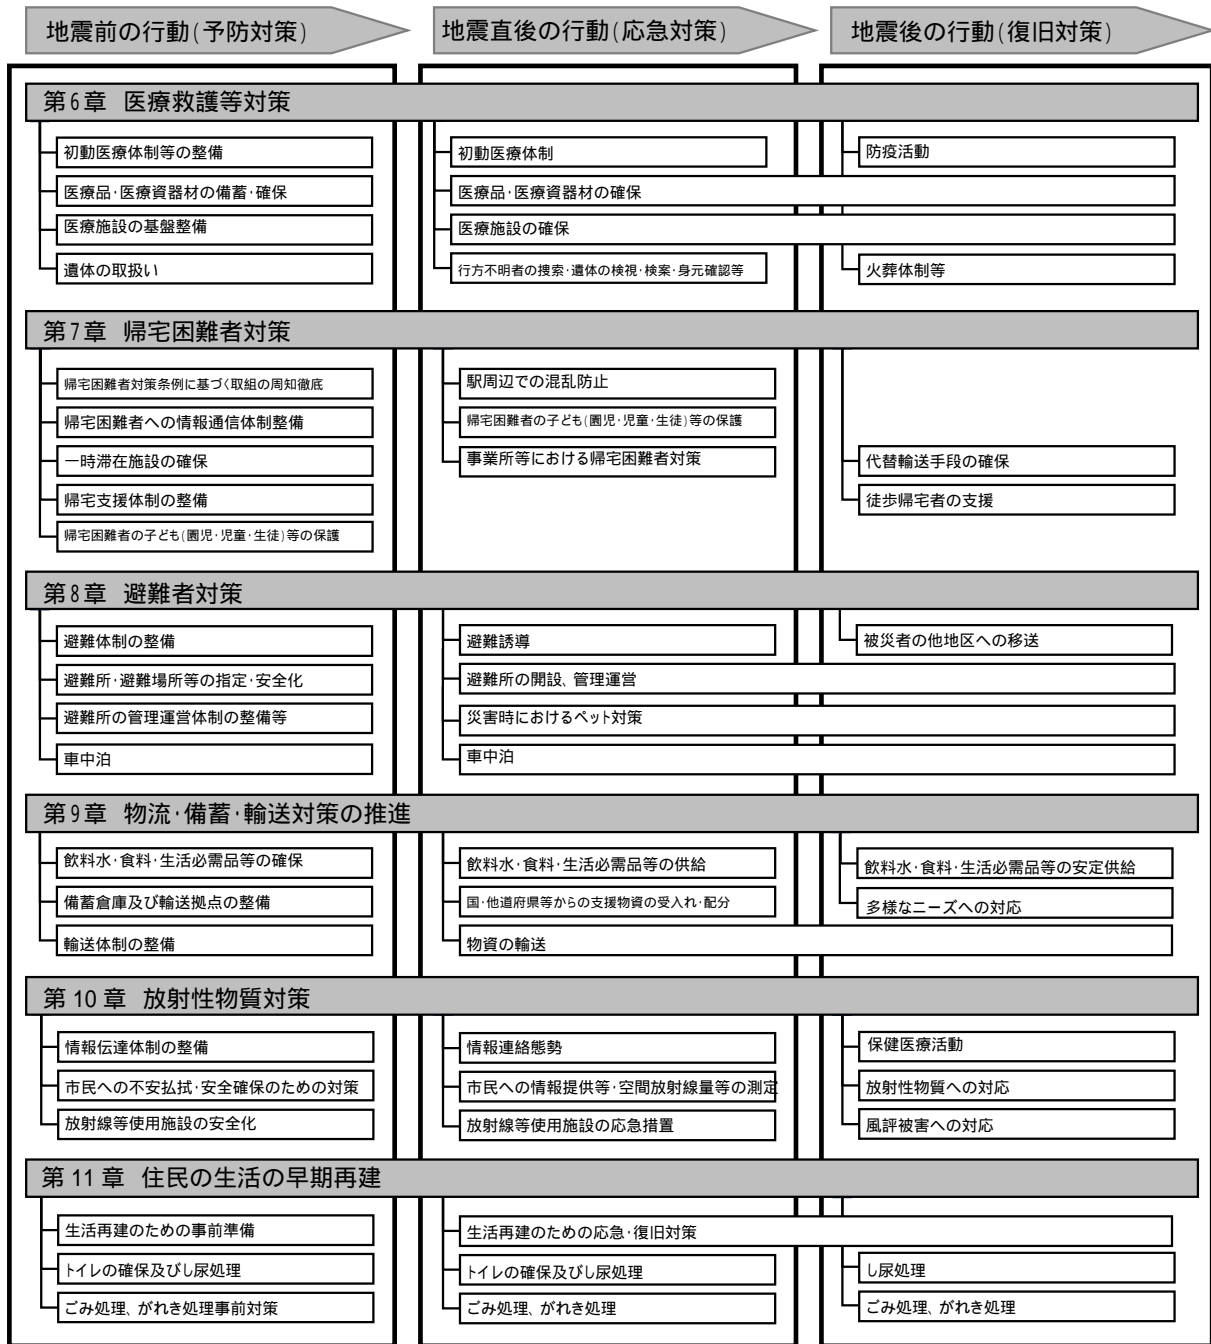 地震前の行動(予防対策)
地震直後の行動(応急対策)
地震後の行動(復旧対策)
第6章 医療救護等対策
初動医療体制等の整備
医療品・医療資器材の備蓄・確保
医療施設の基盤整備
遺体の取扱い
初動医療体制
医療品・医療資器材の確保
医療施設の確保
行方不明者の捜索・遺体の検視・検案・身元確認等
防疫活動
火葬体制等
第7章 帰宅困難者対策
帰宅困難者対策条例に基づく取組の周知徹底
帰宅困難者への情報通信体制整備
一時滞在施設の確保
帰宅支援体制の整備
帰宅困難者の子ども(園児・児童・生徒)等の保護
駅周辺での混乱防止
帰宅困難者の子ども(園児・児童・生徒)等の保護
事業所等における帰宅困難者対策
代替輸送手段の確保
徒歩帰宅者の支援
第8章 避難者対策
避難体制の整備
避難所・避難場所等の指定・安全化
避難所の管理運営体制の整備等
車中泊
避難誘導
避難所の開設、管理運営
災害時におけるペット対策
車中泊
被災者の他地区への移送
第9章 物流・備蓄・輸送対策の推進
飲料水・食料・生活必需品等の確保
備蓄倉庫及び輸送拠点の整備
輸送体制の整備
飲料水・食料・生活必需品等の供給
国・他道府県等からの支援物資の受入れ・配分
物資の輸送
飲料水・食料・生活必需品等の安定供給
多様なニーズへの対応
第10章 放射性物質対策
情報伝達体制の整備
市民への不安払拭・安全確保のための対策
放射線等使用施設の安全化
情報連絡態勢
市民への情報提供等・空間放射線量等の測定
放射線等使用施設の応急措置
保健医療活動
放射性物質への対応
風評被害への対応
第11章 住民の生活の早期再建
生活再建のための事前準備
トイレの確保及びし尿処理
ごみ処理、がれき処理事前対策
生活再建のための応急・復旧対策
トイレの確保及びし尿処理
ごみ処理、がれき処理
し尿処理
ごみ処理、がれき処理